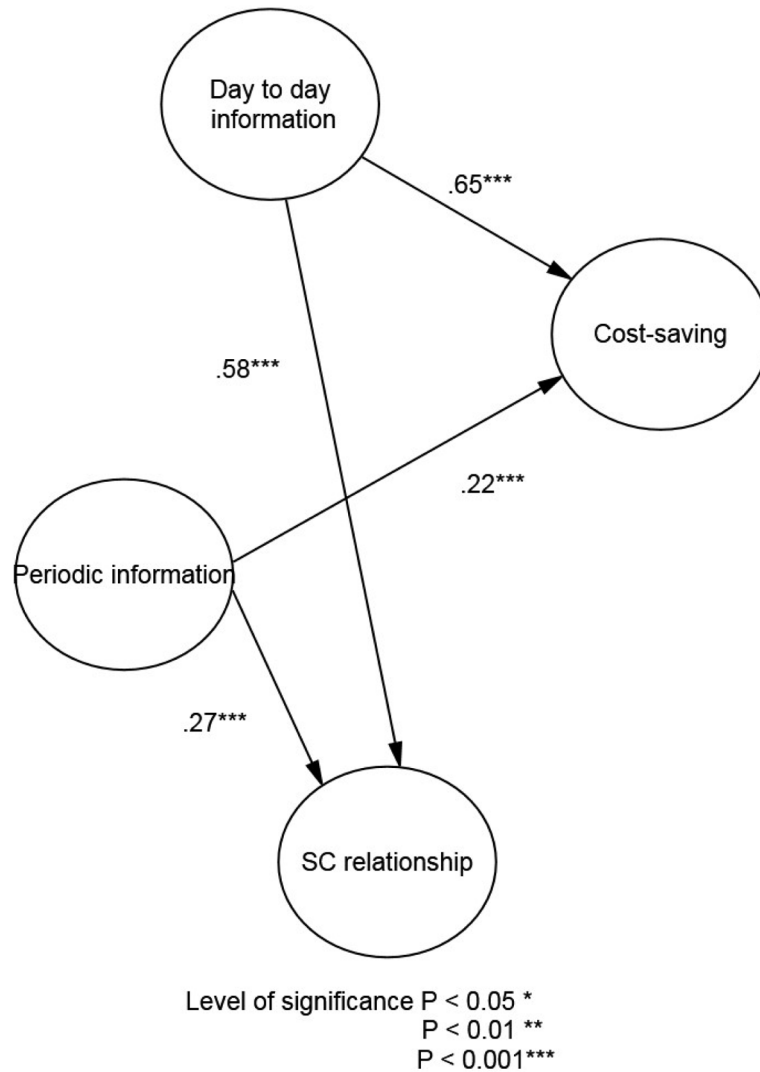 Day to day
information
.65***
Cost-saving
.58***
.22***
Periodic information
.27***
SC relationship
Level of significance P < 0.05 *
P < 0.01 **
P < 0.001***